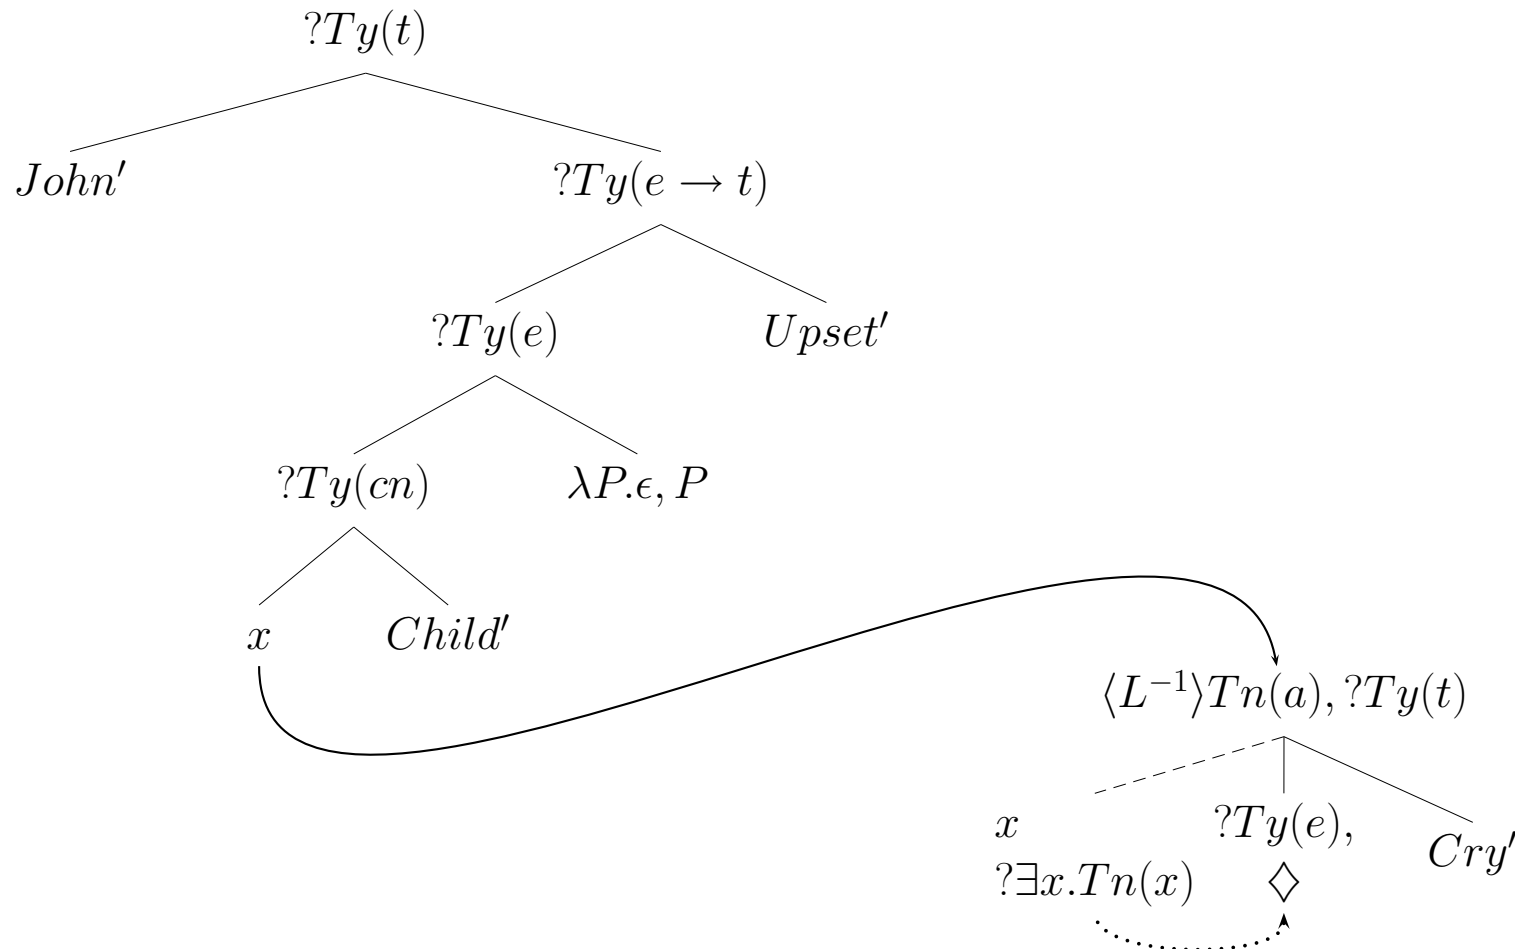 ?Ty(t)
John′
?Ty(e → t)
?Ty(e)
Upset′
?Ty(cn)
λP.ϵ, P
x
Child′
⟨L⁻¹⟩Tn(a), ?Ty(t)
x
?∃x.Tn(x)
?Ty(e),
♢
Cry′